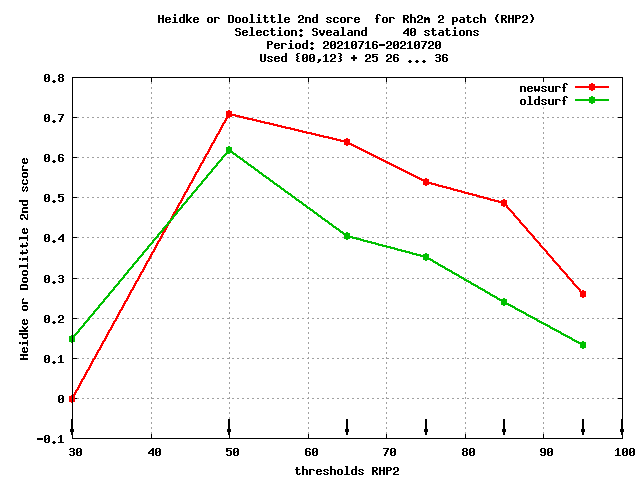 Heidke or Doolittle 2nd score  for Rh2m 2 patch (RHP2)
Selection: Svealand     40 stations
Period: 20210716-20210720
Used {00,12} + 25 26 ... 36
newsurf
oldsurf
0.8
0.7
0.6
0.5
0.4
0.3
0.2
0.1
0
-0.1
Heidke or Doolittle 2nd score
30 40 50 60 70 80 90 100
thresholds RHP2